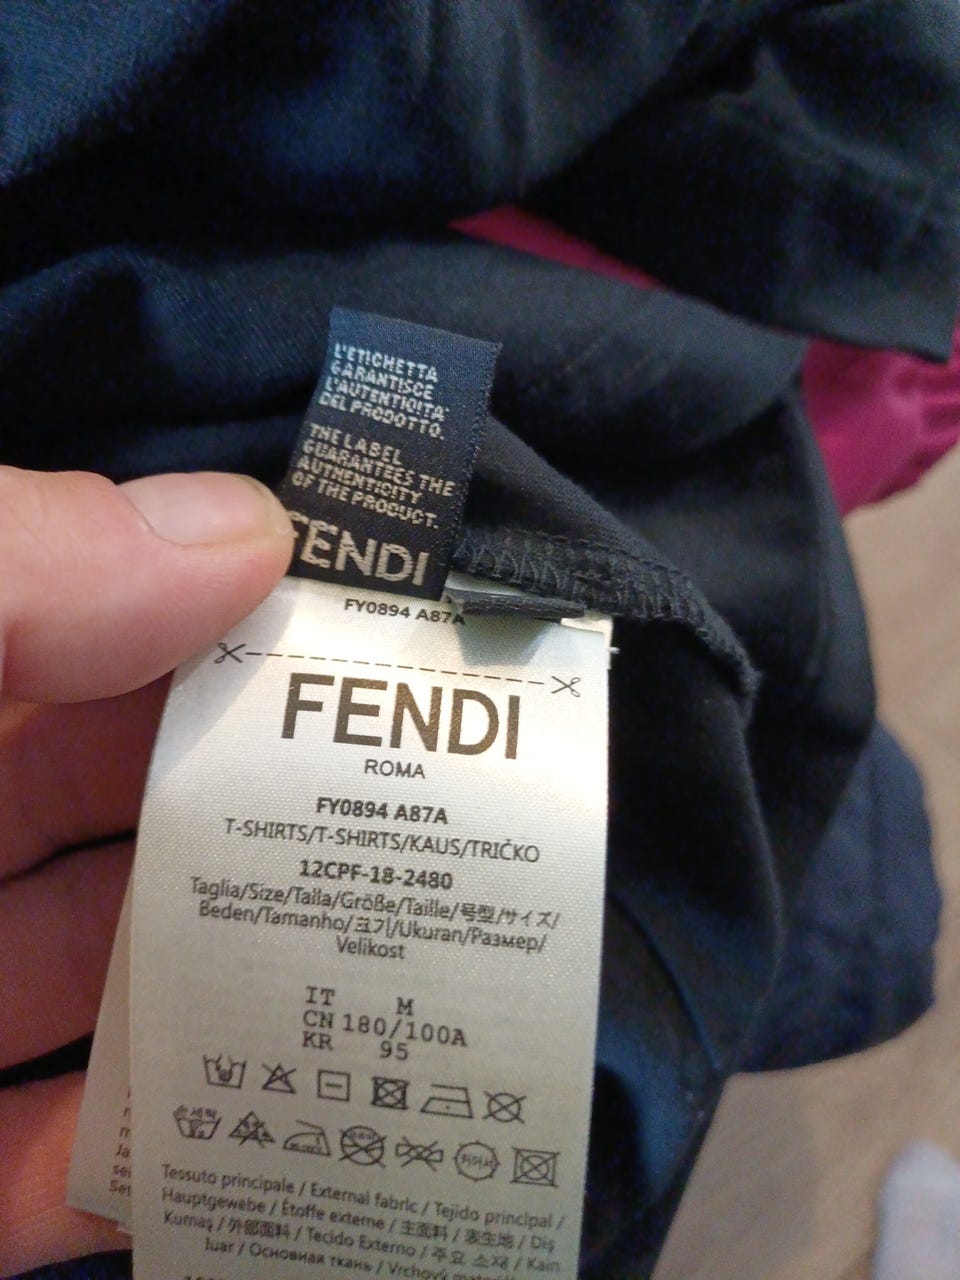 L'ETICHETTA
GARANTISCE
L'AUTENTICITA'
DEL PRODOTTO.
THE LABEL
GUARANTEES THE
AUTHENTICITY
OF THE PRODUCT.
FENDI
FY0894 A87A
FENDI
ROMA
FY0894 A87A
T-SHIRTS/T-SHIRTS/KAUS/TRIČKO
12CPF-18-2480
Taglia/Size/Talla/Größe/Taille/号型/サイズ/
Beden/Tamanho/크기/Ukuran/Размер/
Velikost
IT M
CN 180/100A
KR 95
손세탁
Tessuto principale / External fabric / Tejido principal /
Hauptgewebe / Étoffe externe / 主面料 / 表生地 / Diş
Kumaş / 外部面料 / Tecido Externo / 주요 소재 / Kain
luar / Основная ткань / Vrchový materiál